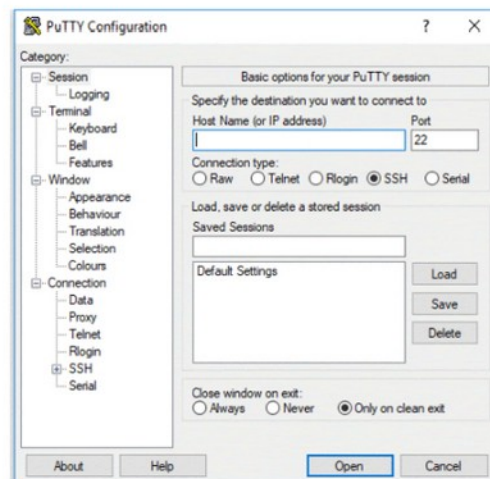 PuTTY Configuration ? X
Category:
Session
Logging
Terminal
Keyboard
Bell
Features
Window
Appearance
Behaviour
Translation
Selection
Colours
Connection
Data
Proxy
Telnet
Rlogin
SSH
Serial
Basic options for your PuTTY session
Specify the destination you want to connect to
Host Name (or IP address) Port
22
Connection type:
Raw Telnet Rlogin SSH Serial
Load, save or delete a stored session
Saved Sessions
Default Settings
Load
Save
Delete
Close window on exit:
Always Never Only on clean exit
About Help Open Cancel